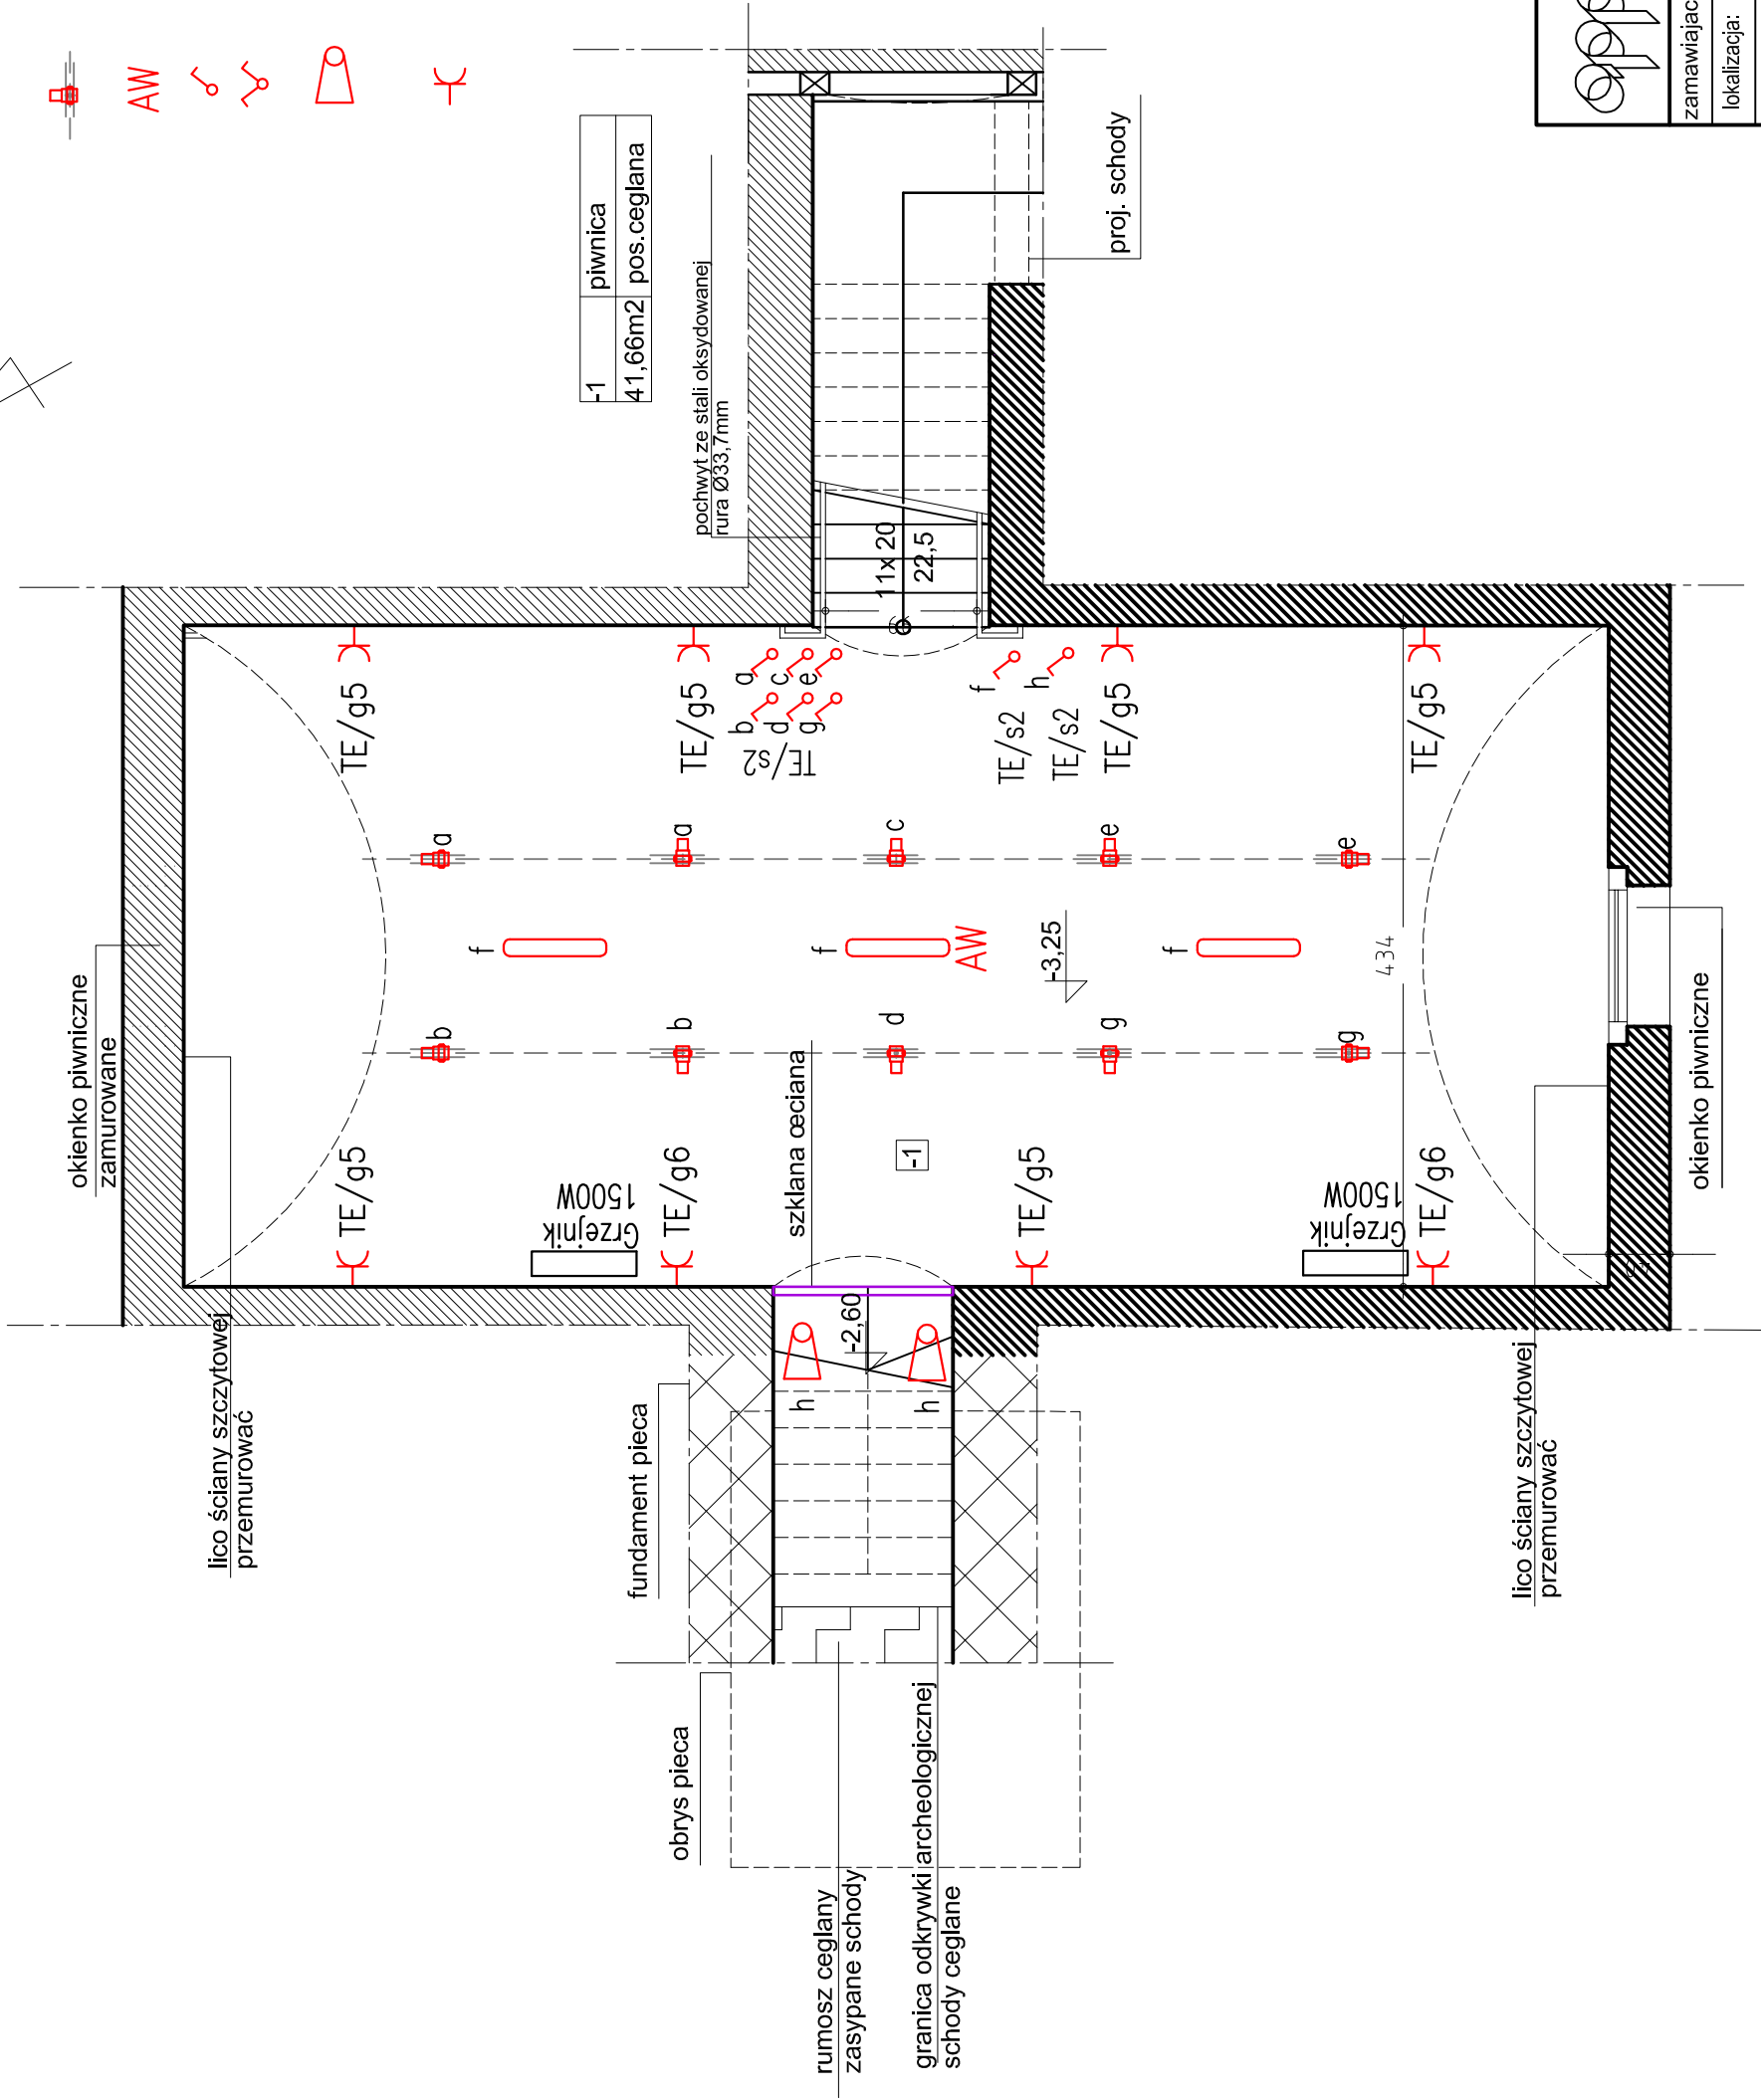 AW
-1 piwnica
41,66m2 pos.ceglana
pochwyt ze stali oksydowanej
rura Ø33,7mm
proj. schody
11x 20
22,5
okienko piwniczne
zamurowane
TE/g5
TE/g5
TE/g5
TE/g5
a
c
e
b
d
g
TE/s2
f
h
TE/s2
TE/s2
a
a
c
e
e
f
f
f
AW
-3,25
434
b
b
d
g
g
szklana œciana
-1
TE/g5
TE/g6
TE/g5
TE/g6
Grzejnik
1500W
Grzejnik
1500W
-2,60
h
h
lico ściany szczytowej
przemurować
fundament pieca
obrys pieca
rumosz ceglany
zasypane schody
granica odkrywki archeologicznej
schody ceglane
lico ściany szczytowej
przemurować
okienko piwniczne
zamawiajac
lokalizacja: